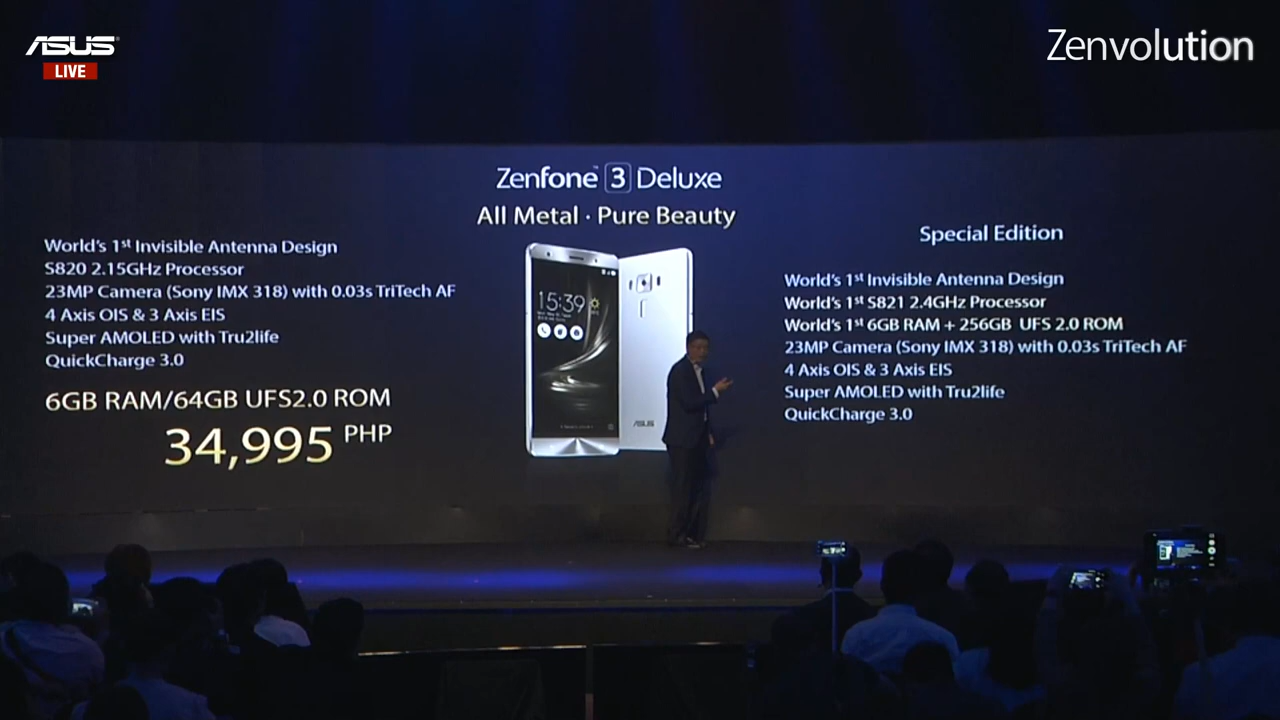 ASUS
LIVE
Zenvolution
Zenfone™ 3 Deluxe
All Metal · Pure Beauty
World's 1st Invisible Antenna Design
S820 2.15GHz Processor
23MP Camera (Sony IMX 318) with 0.03s TriTech AF
4 Axis OIS & 3 Axis EIS
Super AMOLED with Tru2life
QuickCharge 3.0
6GB RAM/64GB UFS2.0 ROM
34,995 PHP
15:39
ASUS
Special Edition
World's 1st Invisible Antenna Design
World's 1st S821 2.4GHz Processor
World's 1st 6GB RAM + 256GB UFS 2.0 ROM
23MP Camera (Sony IMX 318) with 0.03s TriTech AF
4 Axis OIS & 3 Axis EIS
Super AMOLED with Tru2life
QuickCharge 3.0